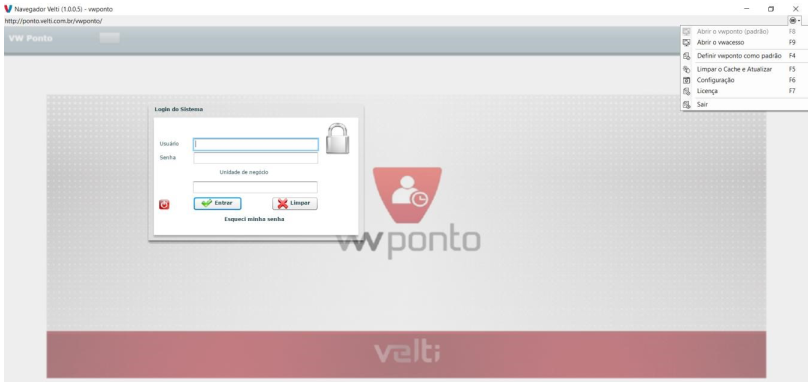 Navegador Velti (1.0.0.5) - vwponto
http://ponto.velti.com.br/vwponto/
VW Ponto
Abrir o vwponto (padrão) F8
Abrir o vwacesso F9
Definir vwponto como padrão F4
Limpar o Cache e Atualizar F5
Configuração F6
Licença F7
Sair
Login do Sistema
Usuário
Senha
Unidade de negócio
Entrar Limpar
Esqueci minha senha
vwponto
velti